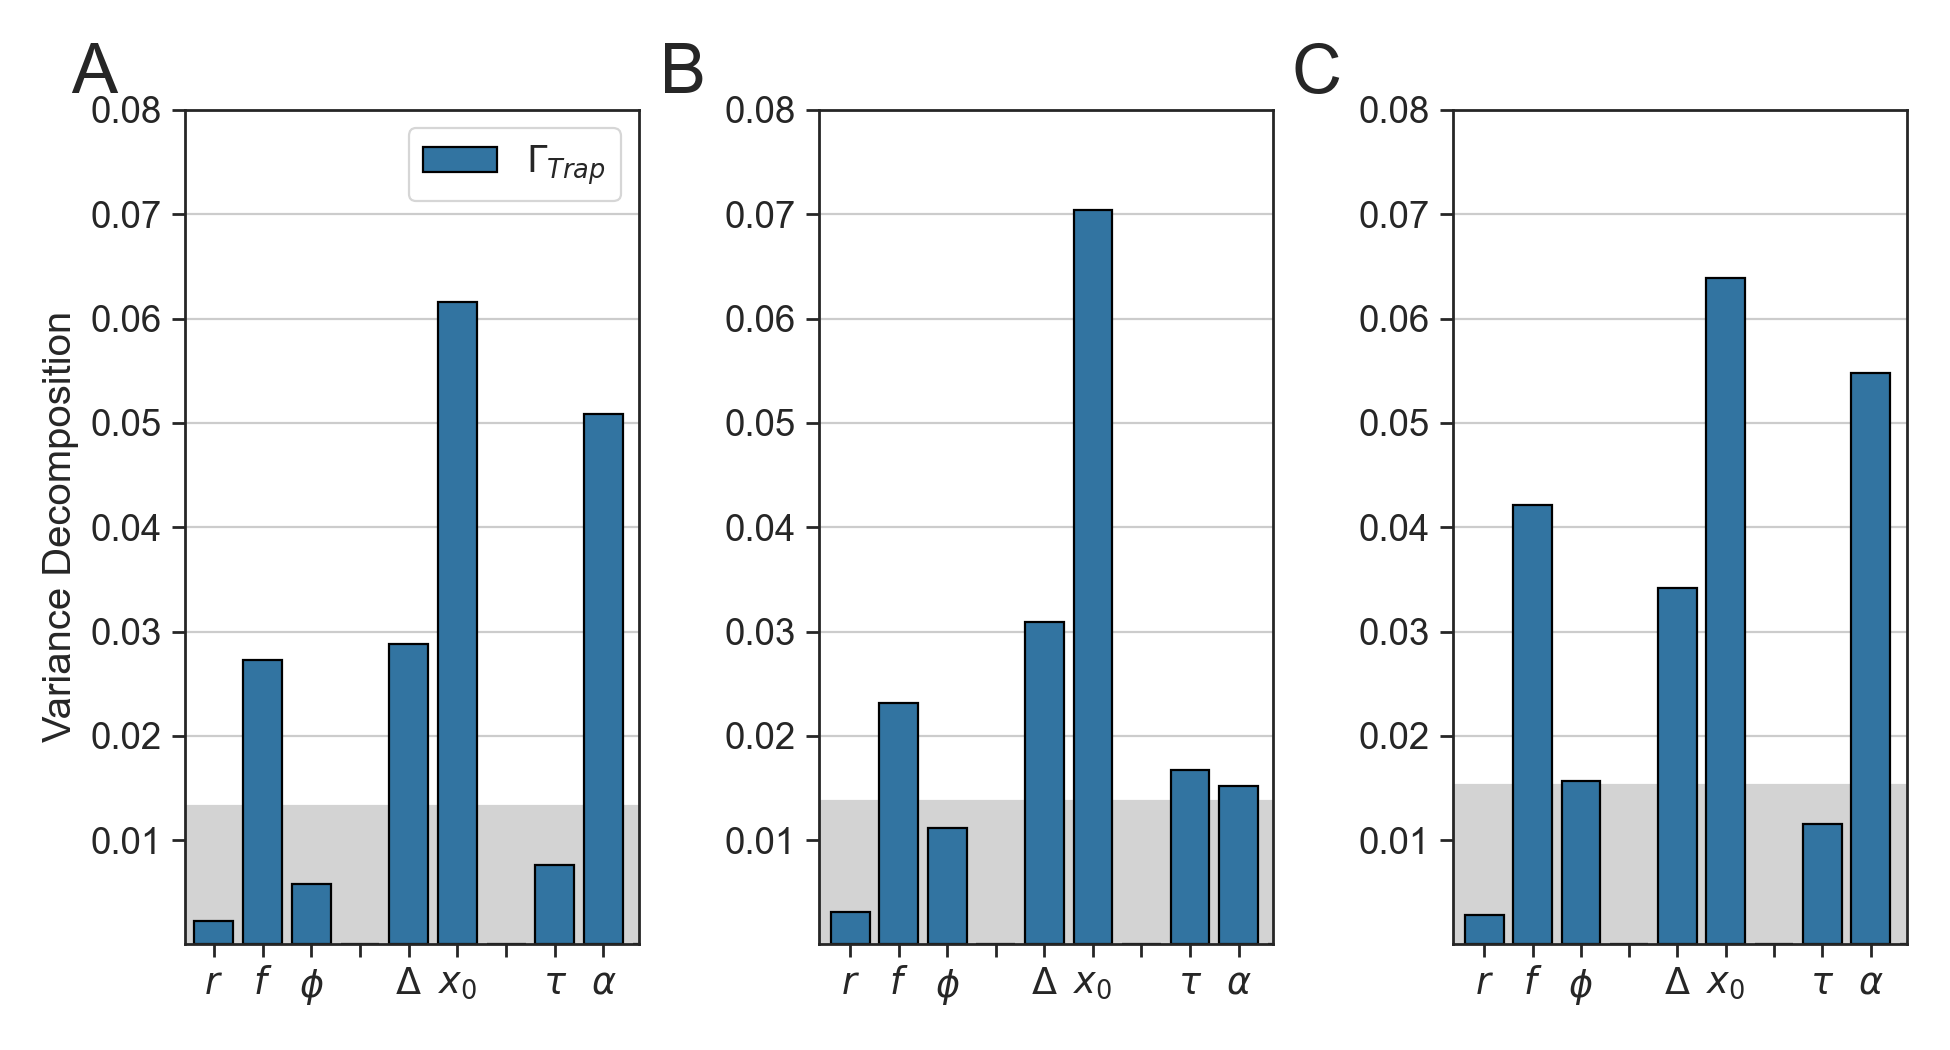 A B C
0.08 0.08 0.08
Γ_Trap
0.07 0.07 0.07
0.06 0.06 0.06
0.05 0.05 0.05
0.04 0.04 0.04
0.03 0.03 0.03
0.02 0.02 0.02
0.01 0.01 0.01
Variance Decomposition
r f ϕ Δ x₀ τ α
r f ϕ Δ x₀ τ α
r f ϕ Δ x₀ τ α